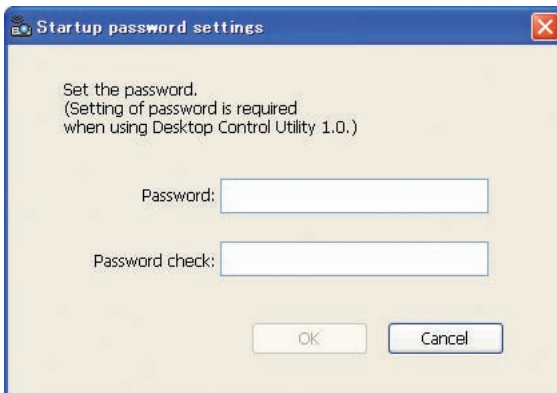 Startup password settings
Set the password.
(Setting of password is required
when using Desktop Control Utility 1.0.)
Password:
Password check:
OK
Cancel